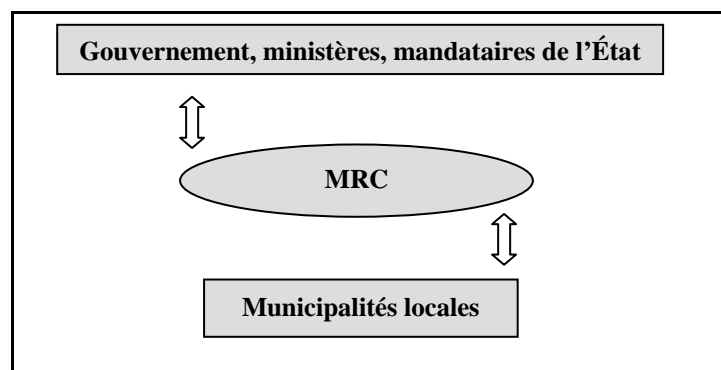 Gouvernement, ministères, mandataires de l’État
MRC
Municipalités locales